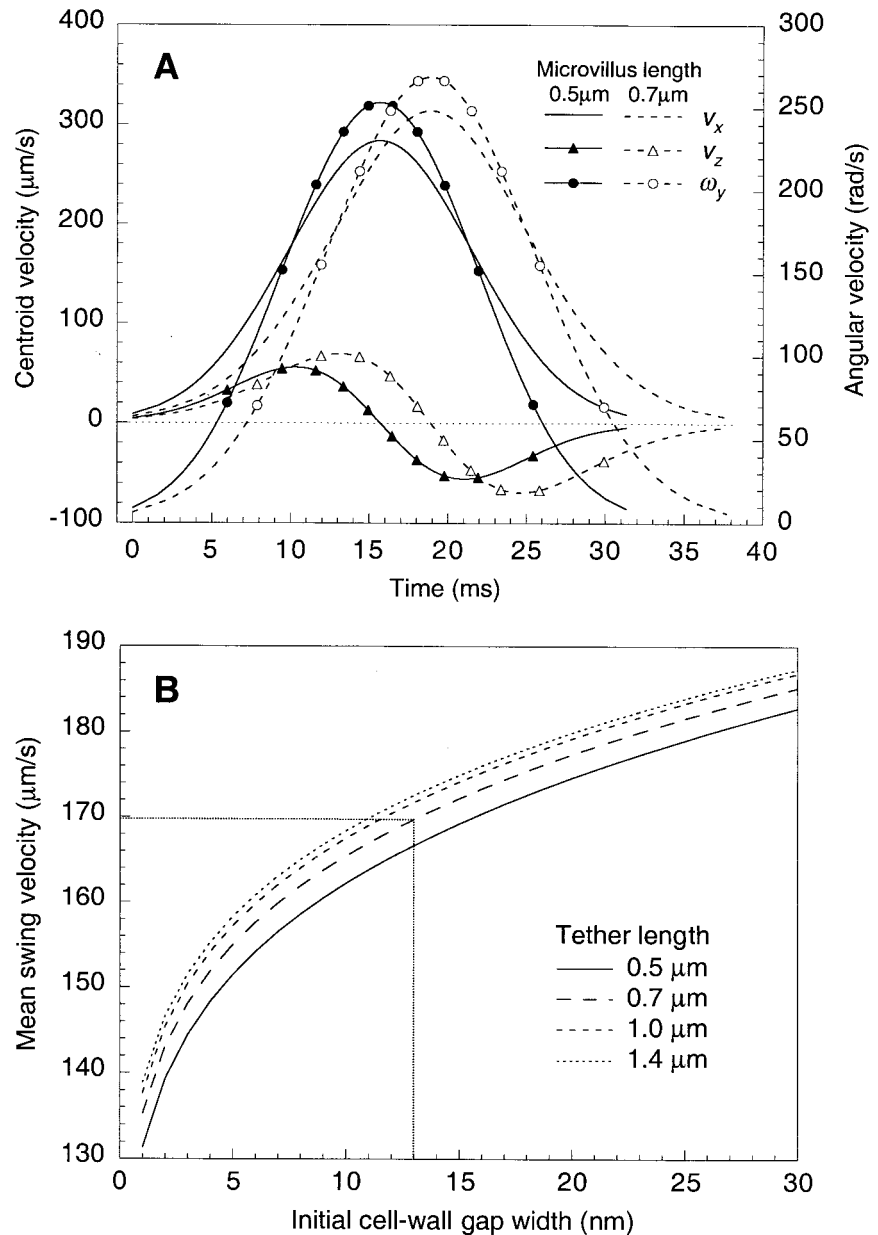 A
Microvillus length
0.5μm 0.7μm
v_x
v_z
ω_y
Centroid velocity (μm/s)
400
300
200
100
0
-100
Angular velocity (rad/s)
300
250
200
150
100
50
0
0 5 10 15 20 25 30 35 40
Time (ms)
B
Mean swing velocity (μm/s)
190
180
170
160
150
140
130
Tether length
0.5 μm
0.7 μm
1.0 μm
1.4 μm
0 5 10 15 20 25 30
Initial cell-wall gap width (nm)